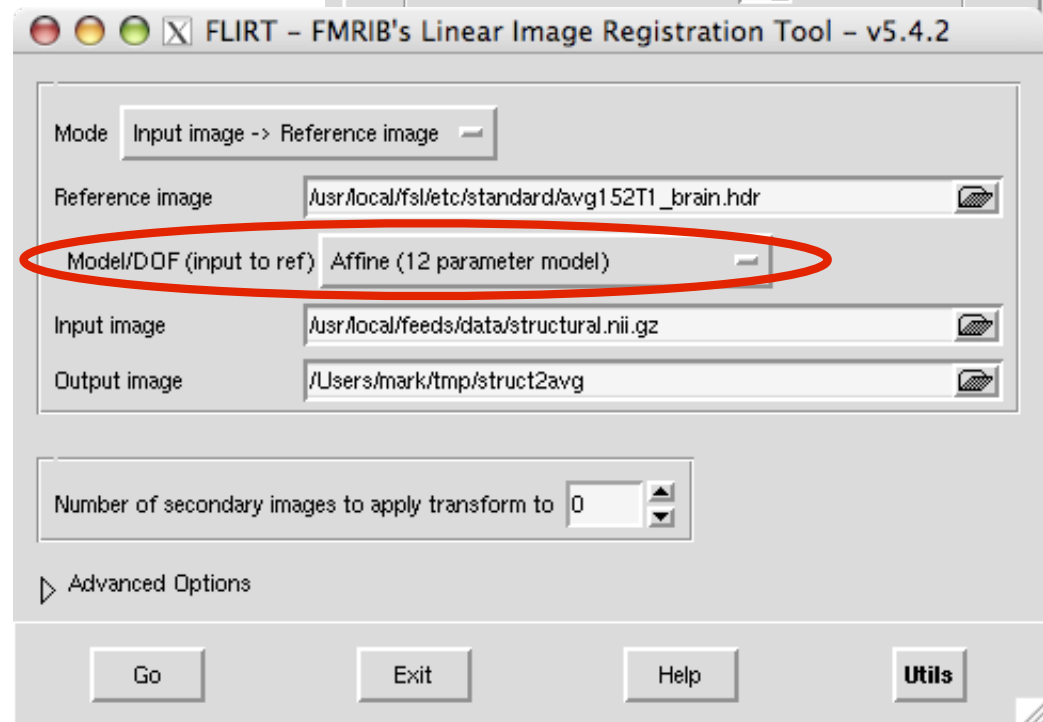 FLIRT - FMRIB's Linear Image Registration Tool - v5.4.2
Mode Input image -> Reference image
Reference image /usr/local/fsl/etc/standard/avg152T1_brain.hdr
Model/DOF (input to ref) Affine (12 parameter model)
Input image /usr/local/feeds/data/structural.nii.gz
Output image /Users/mark/tmp/struct2avg
Number of secondary images to apply transform to 0
Advanced Options
Go Exit Help Utils